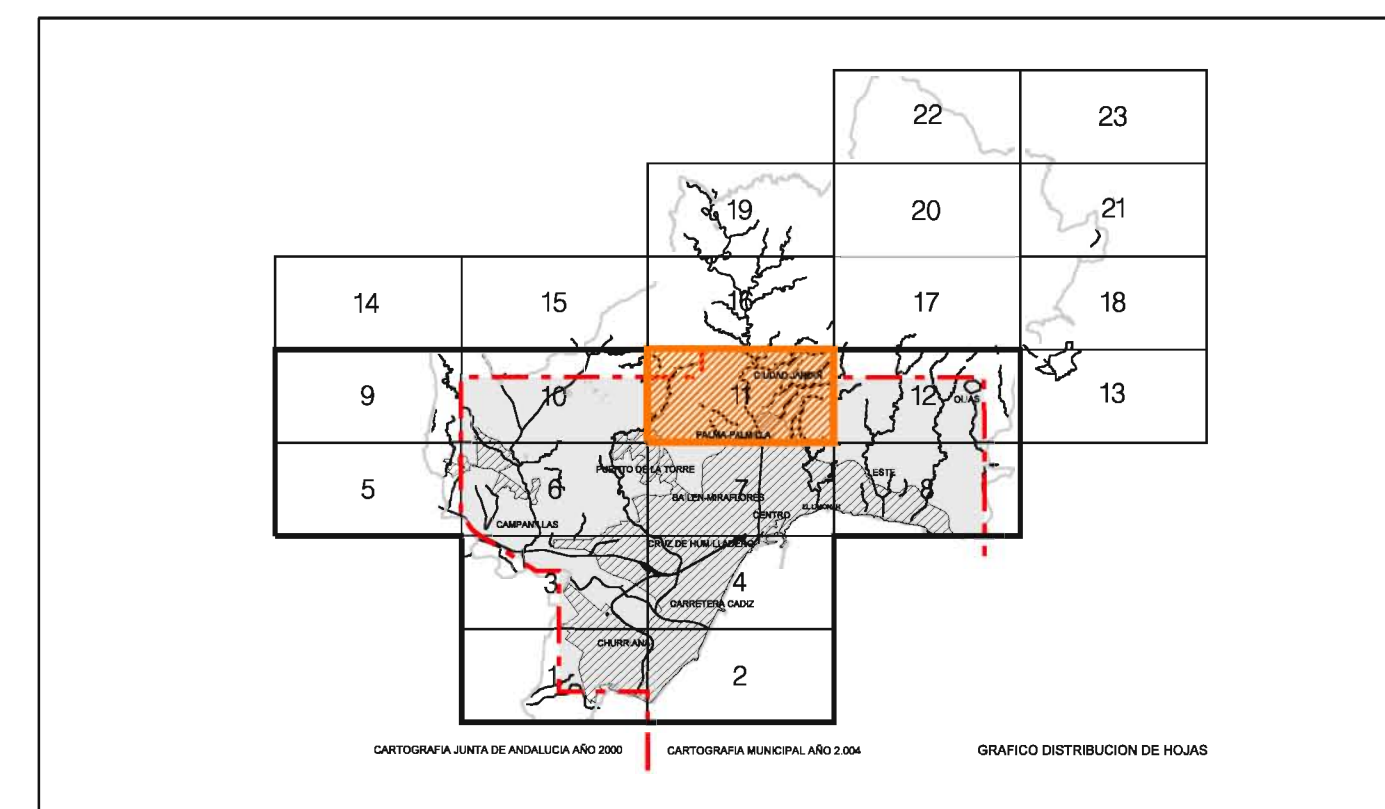 22 23
19 20 21
14 15 16 17 18
CIUDAD JARDIN
9 10 11 12 13
OLIAS
PALMA-PALMILLA
PUERTO DE LA TORRE
LESTE
5 6 7 8
BAILEN-MIRAFLORES
CENTRO
CAMPANILLAS
CRUZ DE HUMILLADERO
3 4
CARRETERA CADIZ
CHURRIANA
1 2
CARTOGRAFIA JUNTA DE ANDALUCIA AÑO 2000 CARTOGRAFIA MUNICIPAL AÑO 2.004 GRAFICO DISTRIBUCION DE HOJAS